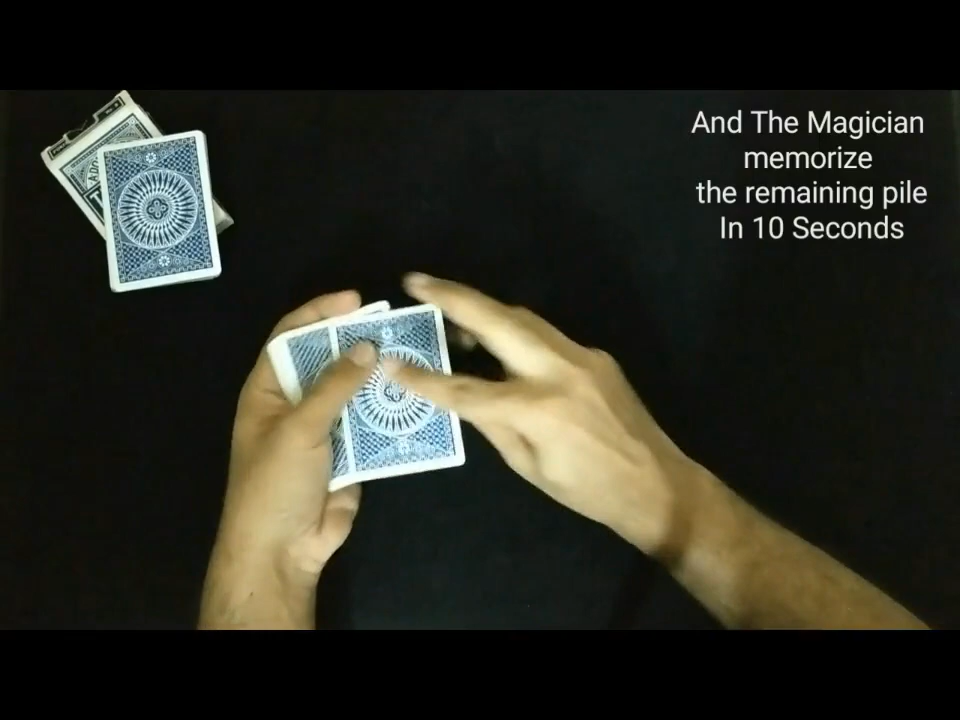 And The Magician
memorize
the remaining pile
In 10 Seconds